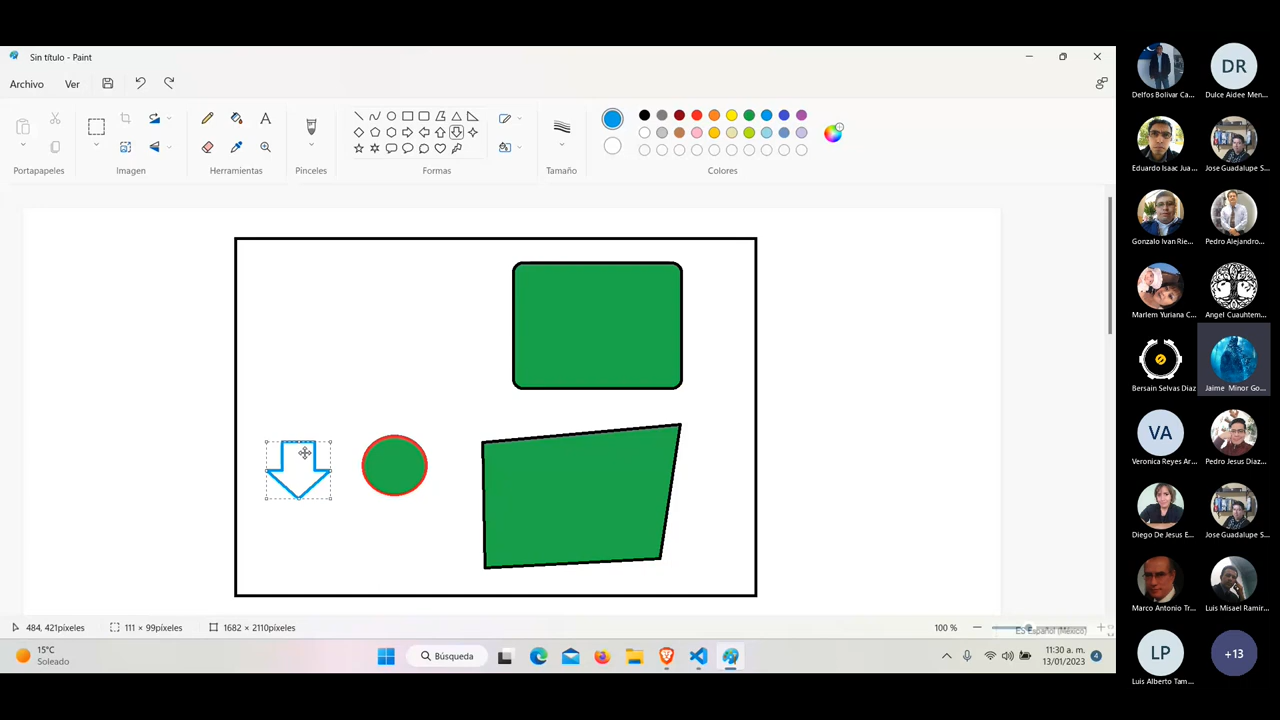 Sin título - Paint
Archivo
Ver
Portapapeles
Imagen
Herramientas
Pinceles
Formas
Tamaño
Colores
484, 421píxeles
111 × 99píxeles
1682 × 2110píxeles
100 %
ES Español (México)
15°C
Soleado
Búsqueda
11:30 a. m.
13/01/2023
4
Delfos Bolivar Ca...
DR
Dulce Aidee Men...
Eduardo Isaac Jua...
Jose Guadalupe S...
Gonzalo Ivan Rie...
Pedro Alejandro...
Marlem Yuriana C...
Angel Cuauhtem...
Bersain Selvas Diaz
Jaime Minor Go...
VA
Veronica Reyes Ar...
Pedro Jesus Diaz...
Diego De Jesus E...
Jose Guadalupe S...
Marco Antonio Tr...
Luis Misael Ramir...
LP
Luis Alberto Tam...
+13